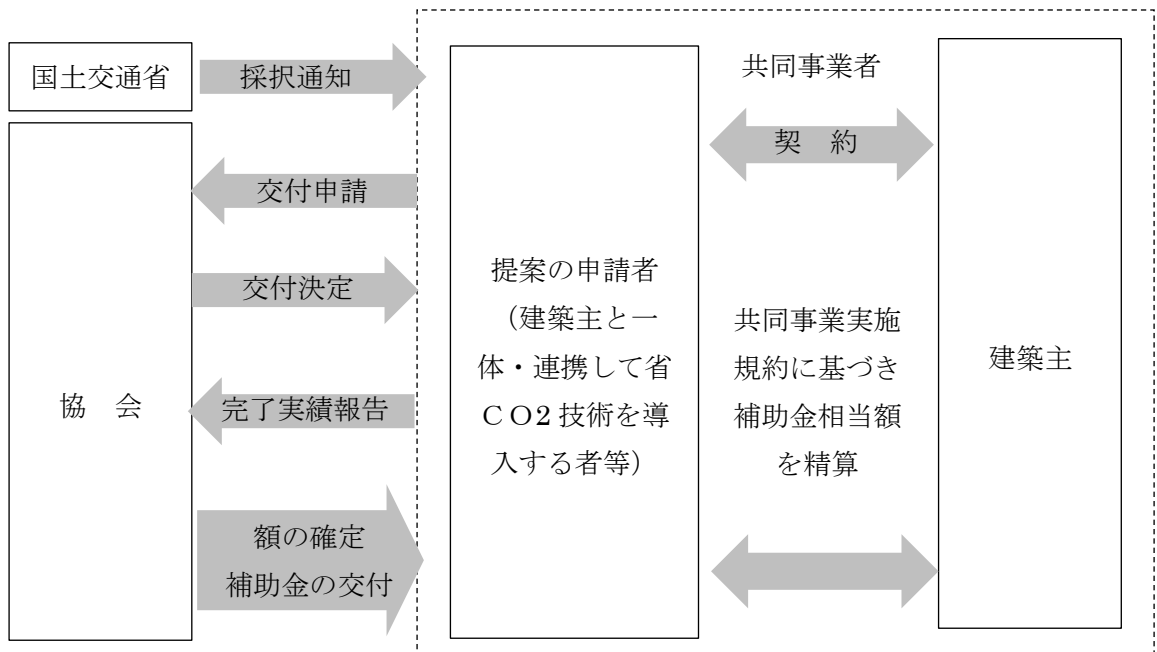 国土交通省
採択通知
協　会
交付申請
交付決定
完了実績報告
額の確定
補助金の交付
提案の申請者
（建築主と一
体・連携して省
ＣＯ2 技術を導
入する者等）
共同事業者
契　約
共同事業実施
規約に基づき
補助金相当額
を精算
建築主